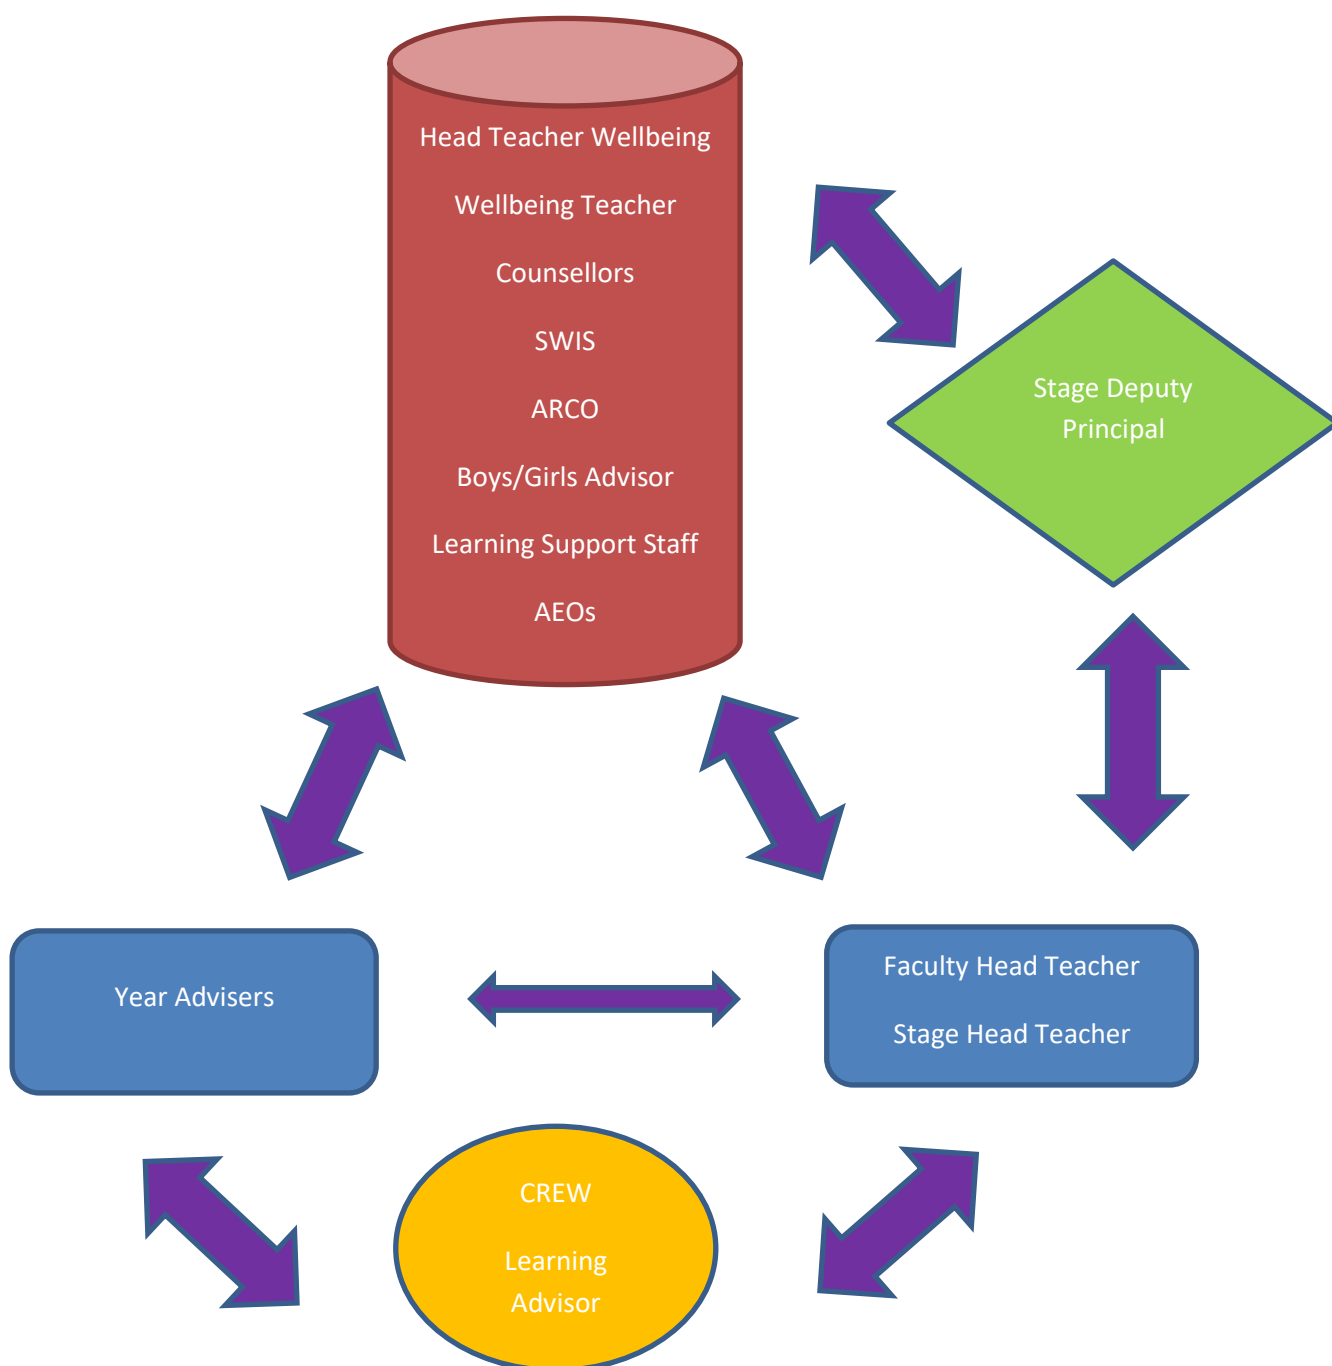 Head Teacher Wellbeing
Wellbeing Teacher
Counsellors
SWIS
ARCO
Boys/Girls Advisor
Learning Support Staff
AEOs
Stage Deputy
Principal
Year Advisers
Faculty Head Teacher
Stage Head Teacher
CREW
Learning
Advisor